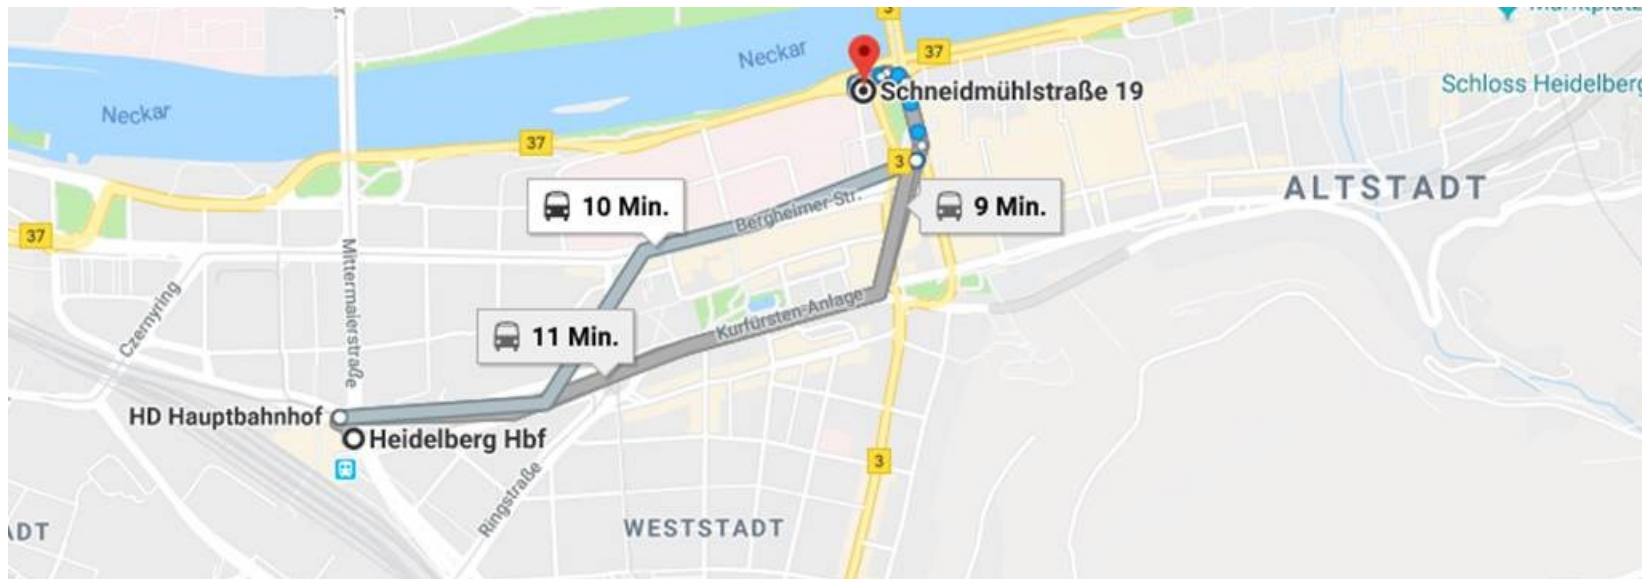 3
Neckar
37
Schneidmühlstraße 19
Schloss Heidelberg
Neckar
37
3
ALTSTADT
10 Min.
Bergheimer-Str.
9 Min.
37
Mittermaierstraße
Czernyring
Kurfürsten-Anlage
11 Min.
HD Hauptbahnhof
Heidelberg Hbf
3
Ringstraße
WESTSTADT
ADT